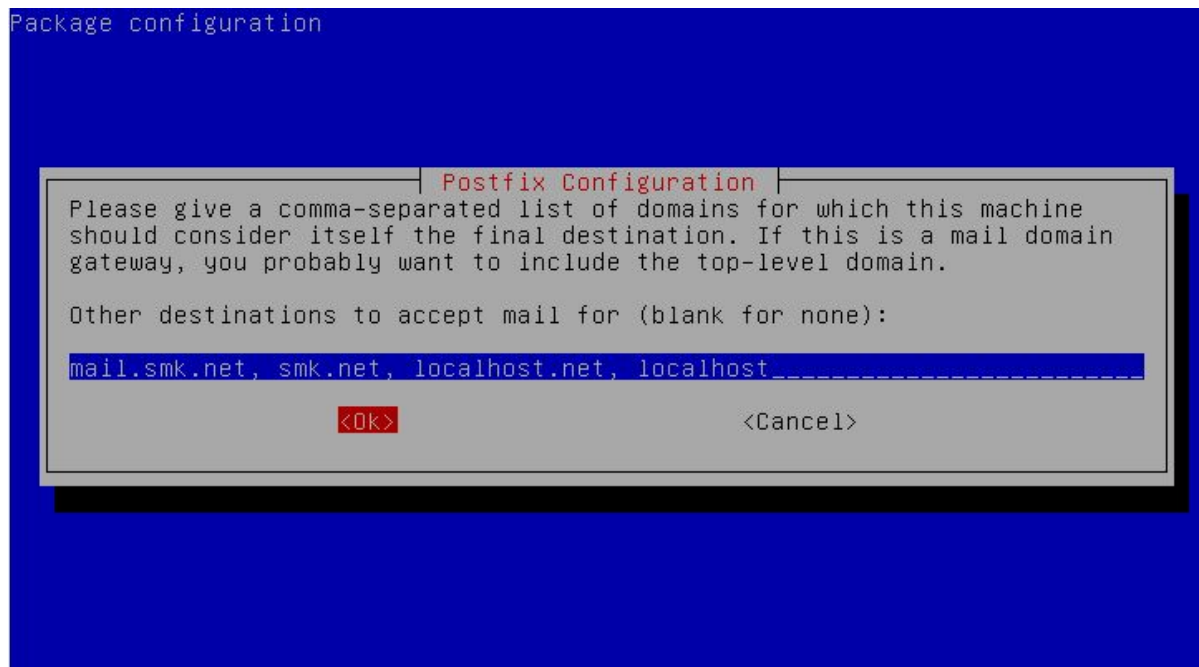 Package configuration
Postfix Configuration
Please give a comma-separated list of domains for which this machine
should consider itself the final destination. If this is a mail domain
gateway, you probably want to include the top-level domain.
Other destinations to accept mail for (blank for none):
mail.smk.net, smk.net, localhost.net, localhost_________________________
<Ok> <Cancel>